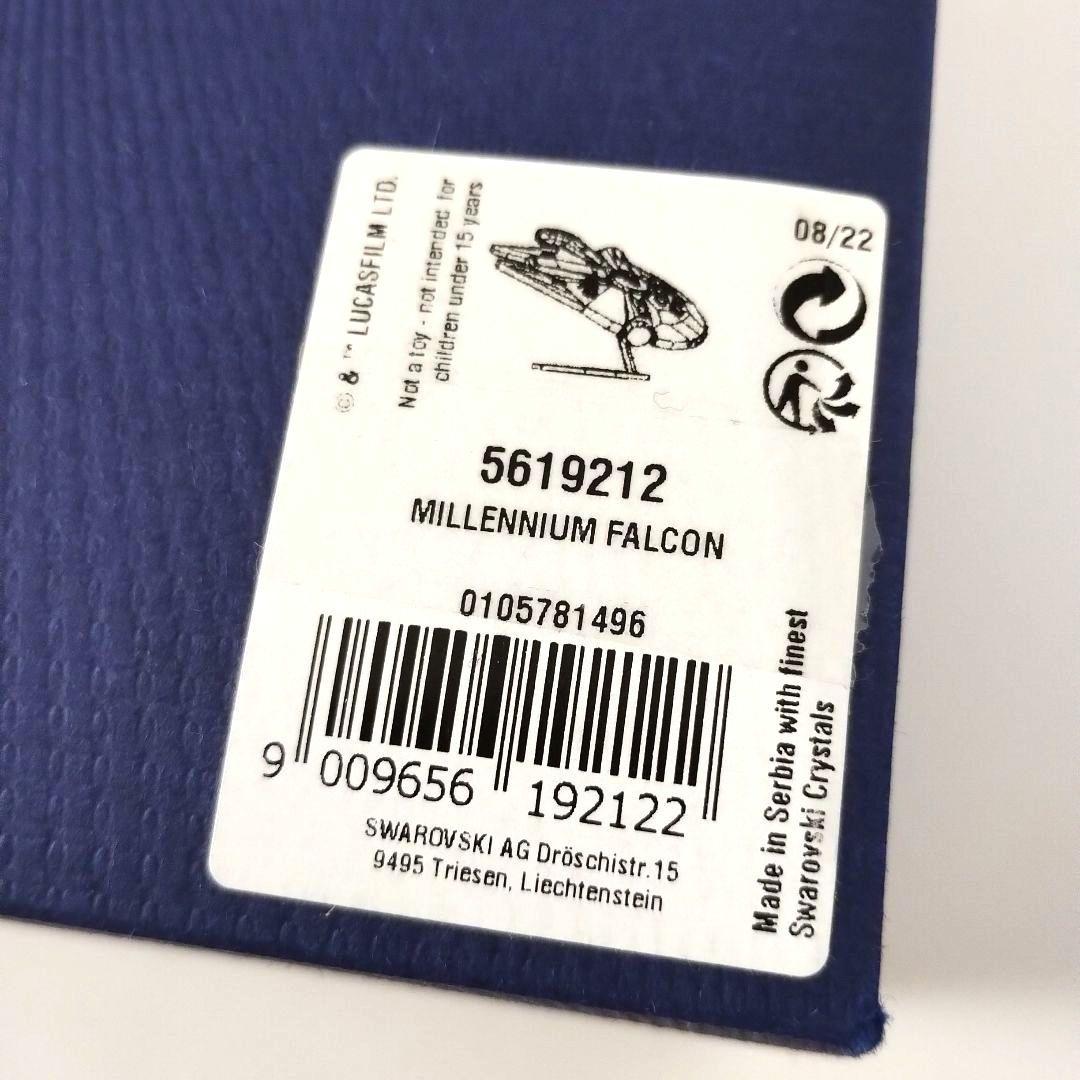 © & ™ LUCASFILM LTD.
Not a toy - not intended for
children under 15 years
08/22
5619212
MILLENNIUM FALCON
0105781496
9 009656 192122
SWAROVSKI AG Dröschistr.15
9495 Triesen, Liechtenstein
Made in Serbia with finest
Swarovski Crystals